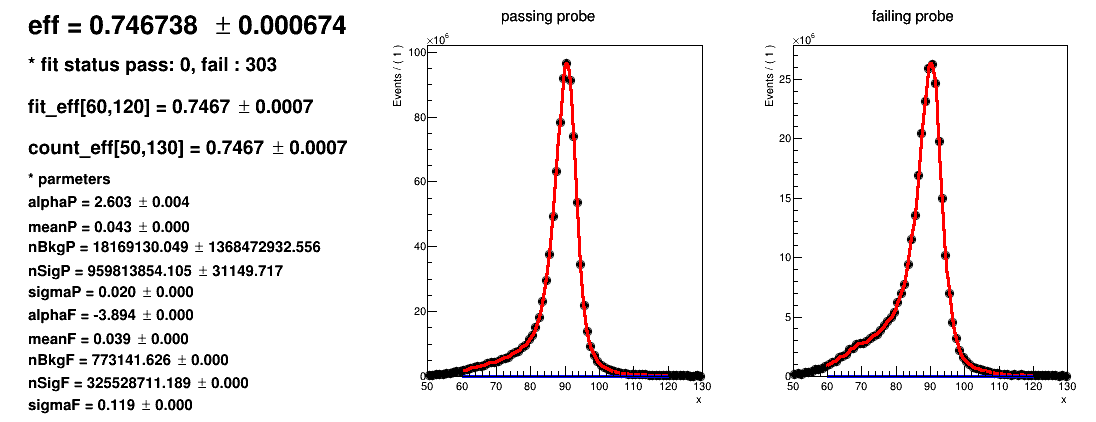 eff = 0.746738 ± 0.000674
* fit status pass: 0, fail : 303
fit_eff[60,120] = 0.7467 ± 0.0007
count_eff[50,130] = 0.7467 ± 0.0007
* parmeters
alphaP = 2.603 ± 0.004
meanP = 0.043 ± 0.000
nBkgP = 18169130.049 ± 1368472932.556
nSigP = 959813854.105 ± 31149.717
sigmaP = 0.020 ± 0.000
alphaF = -3.894 ± 0.000
meanF = 0.039 ± 0.000
nBkgF = 773141.626 ± 0.000
nSigF = 325528711.189 ± 0.000
sigmaF = 0.119 ± 0.000
passing probe
×10⁶
Events / ( 1 )
100
80
60
40
20
0
50 60 70 80 90 100 110 120 130
x
failing probe
×10⁶
Events / ( 1 )
25
20
15
10
5
0
50 60 70 80 90 100 110 120 130
x